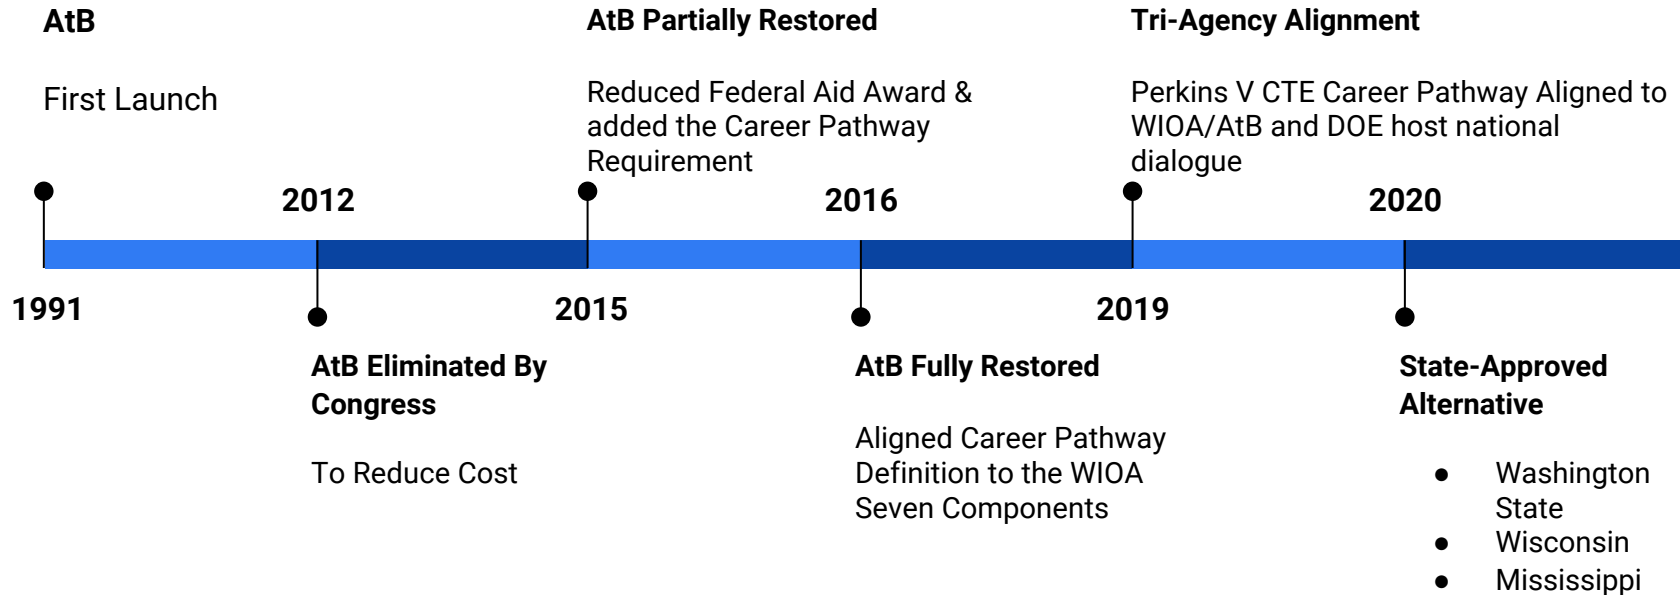 AtB
First Launch
1991
2012
AtB Eliminated By
Congress
To Reduce Cost
AtB Partially Restored
Reduced Federal Aid Award &
added the Career Pathway
Requirement
2015
2016
AtB Fully Restored
Aligned Career Pathway
Definition to the WIOA
Seven Components
Tri-Agency Alignment
Perkins V CTE Career Pathway Aligned to
WIOA/AtB and DOE host national
dialogue
2019
2020
State-Approved
Alternative
● Washington
State
● Wisconsin
● Mississippi